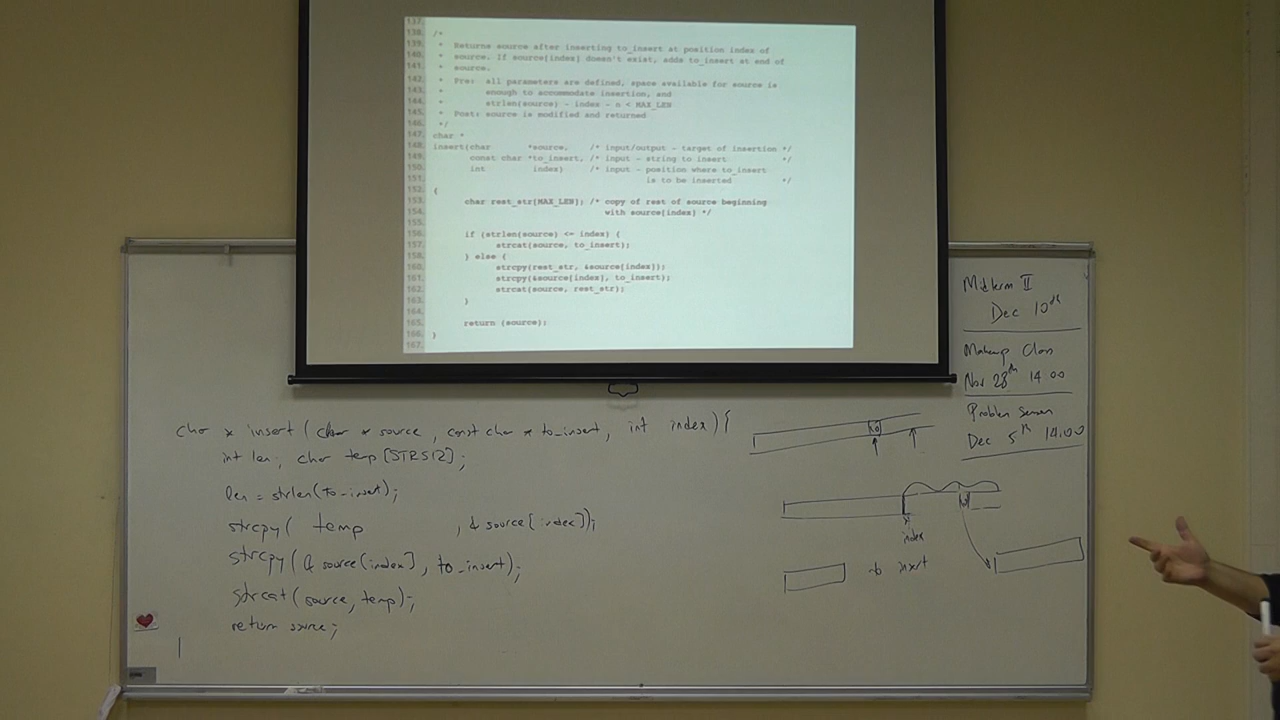 137.
138. /*
139. * Returns source after inserting to_insert at position index of
140. * source. If source[index] doesn't exist, adds to_insert at end of
141. * source.
142. * Pre: all parameters are defined, space available for source is
143. * enough to accommodate insertion, and
144. * strlen(source) - index - n < MAX_LEN
145. * Post: source is modified and returned
146. */
147. char *
148. insert(char *source, /* input/output - target of insertion */
149. const char *to_insert, /* input - string to insert */
150. int index) /* input - position where to_insert
151. is to be inserted */
152. {
153. char rest_str[MAX_LEN]; /* copy of rest of source beginning
154. with source[index] */
155.
156. if (strlen(source) <= index) {
157. strcat(source, to_insert);
158. } else {
160. strcpy(rest_str, &source[index]);
161. strcpy(&source[index], to_insert);
162. strcat(source, rest_str);
163. }
164.
165. return (source);
166. }
167.
char * insert(char * source, const char * to_insert, int index){
int len; char temp[STRSIZ];
len = strlen(to_insert);
strcpy( temp , & source[index]);
strcpy(& source[index], to_insert);
strcat(source, temp);
return source;
\0
index
\0
to insert
Midterm II
Dec 10th
Makeup Class
Nov 28th 14 00
Problem
Dec 5th 14.00